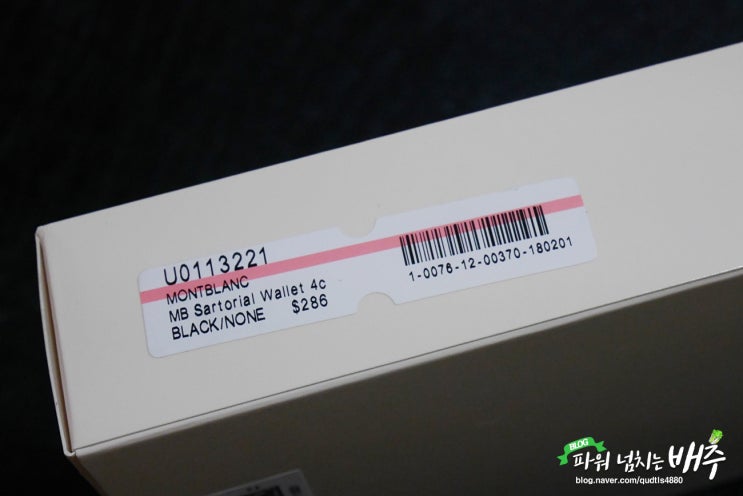 U0113221
MONTBLANC
MB Sartorial Wallet 4c
BLACK/NONE $286
1-0076-12-00370-180201
BLOG
파워 넘치는 배추
blog.naver.com/qudtls4880